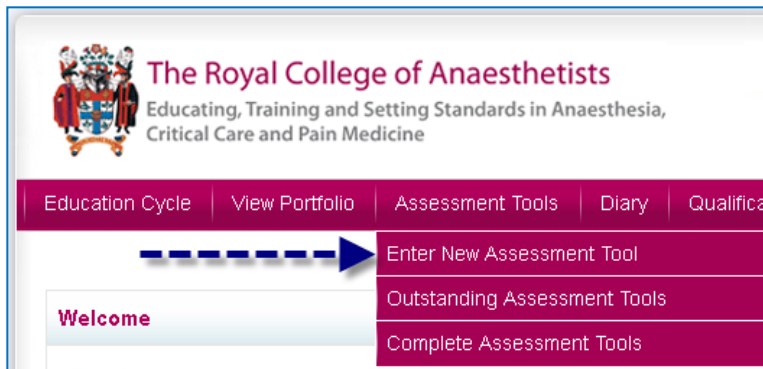 The Royal College of Anaesthetists
Educating, Training and Setting Standards in Anaesthesia,
Critical Care and Pain Medicine
Education Cycle View Portfolio Assessment Tools Diary
Enter New Assessment Tool
Outstanding Assessment Tools
Welcome
Complete Assessment Tools